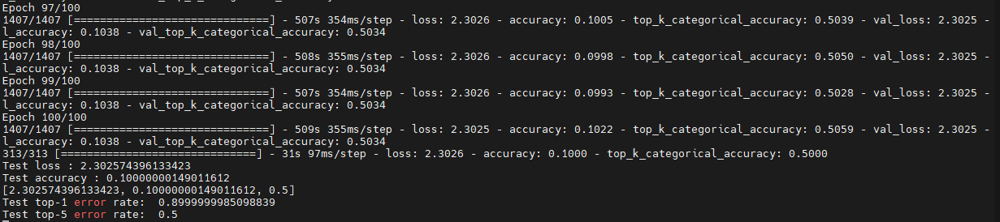 Epoch 97/100
1407/1407 [==============================] - 507s 354ms/step - loss: 2.3026 - accuracy: 0.1005 - top_k_categorical_accuracy: 0.5039 - val_loss: 2.3025 -
l_accuracy: 0.1038 - val_top_k_categorical_accuracy: 0.5034
Epoch 98/100
1407/1407 [==============================] - 508s 355ms/step - loss: 2.3026 - accuracy: 0.0998 - top_k_categorical_accuracy: 0.5050 - val_loss: 2.3025 -
l_accuracy: 0.1038 - val_top_k_categorical_accuracy: 0.5034
Epoch 99/100
1407/1407 [==============================] - 507s 354ms/step - loss: 2.3026 - accuracy: 0.0993 - top_k_categorical_accuracy: 0.5028 - val_loss: 2.3025 -
l_accuracy: 0.1038 - val_top_k_categorical_accuracy: 0.5034
Epoch 100/100
1407/1407 [==============================] - 509s 355ms/step - loss: 2.3025 - accuracy: 0.1022 - top_k_categorical_accuracy: 0.5059 - val_loss: 2.3025 -
l_accuracy: 0.1038 - val_top_k_categorical_accuracy: 0.5034
313/313 [==============================] - 31s 97ms/step - loss: 2.3026 - accuracy: 0.1000 - top_k_categorical_accuracy: 0.5000
Test loss : 2.302574396133423
Test accuracy : 0.10000000149011612
[2.302574396133423, 0.10000000149011612, 0.5]
Test top-1 error rate:  0.8999999985098839
Test top-5 error rate:  0.5